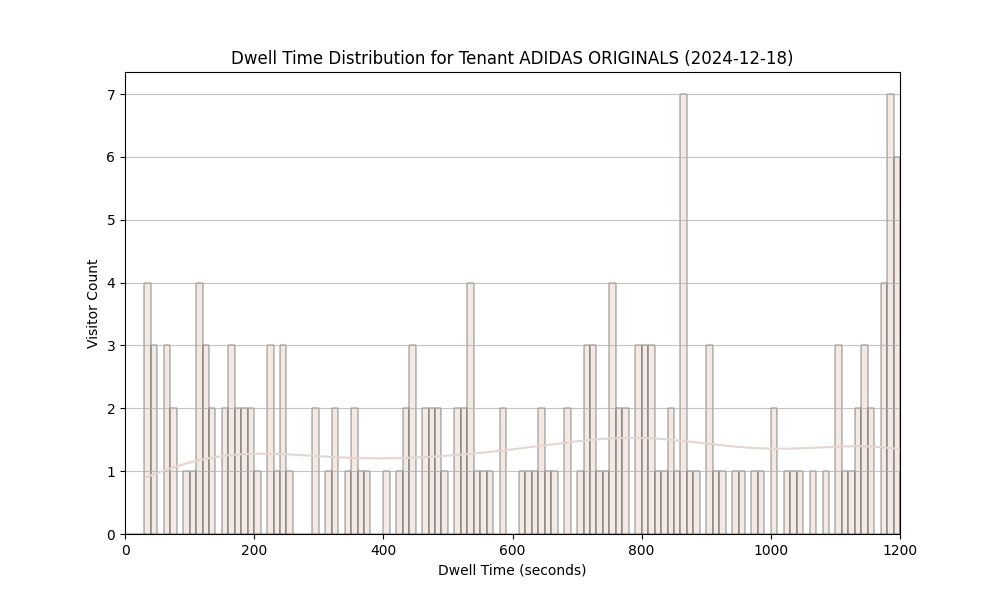 Dwell Time Distribution for Tenant ADIDAS ORIGINALS (2024-12-18)
7
6
5
4
3
2
1
0
Visitor Count
0 200 400 600 800 1000 1200
Dwell Time (seconds)